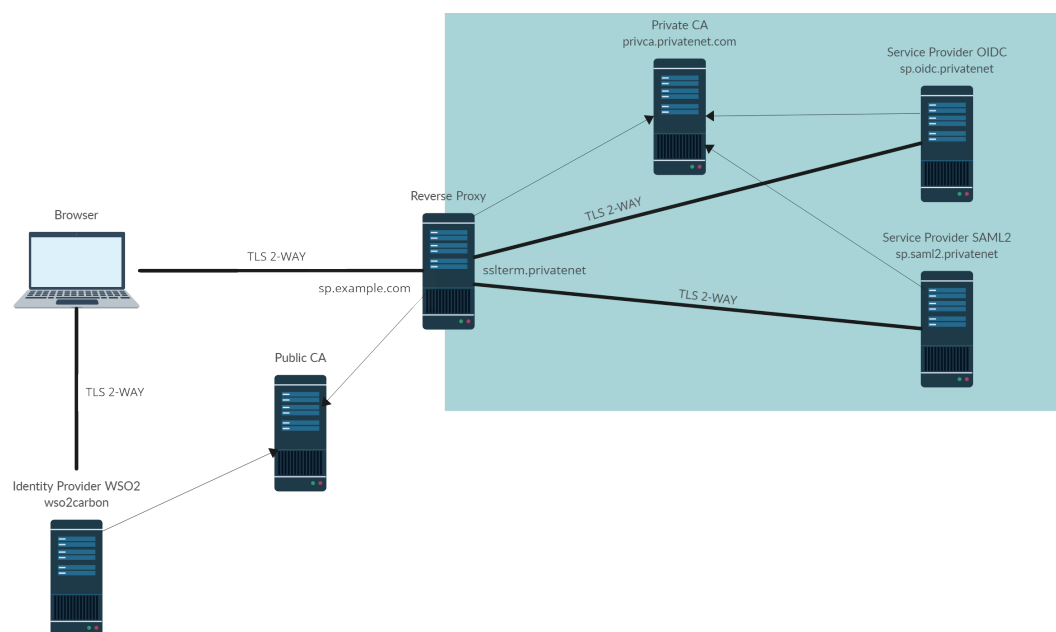 Private CA
privca.privatenet.com
Service Provider OIDC
sp.oidc.privatenet
Reverse Proxy
TLS 2-WAY
Browser
Service Provider SAML2
sp.saml2.privatenet
TLS 2-WAY
sslterm.privatenet
sp.example.com
TLS 2-WAY
Public CA
TLS 2-WAY
Identity Provider WSO2
wso2carbon